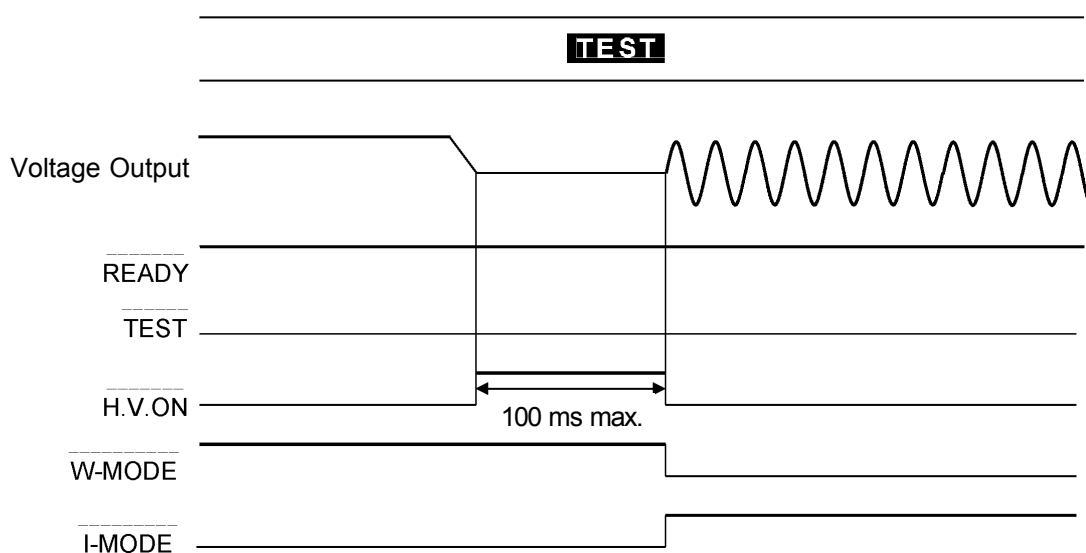 TEST
Voltage Output
READY
TEST
H.V.ON
100 ms max.
W-MODE
I-MODE